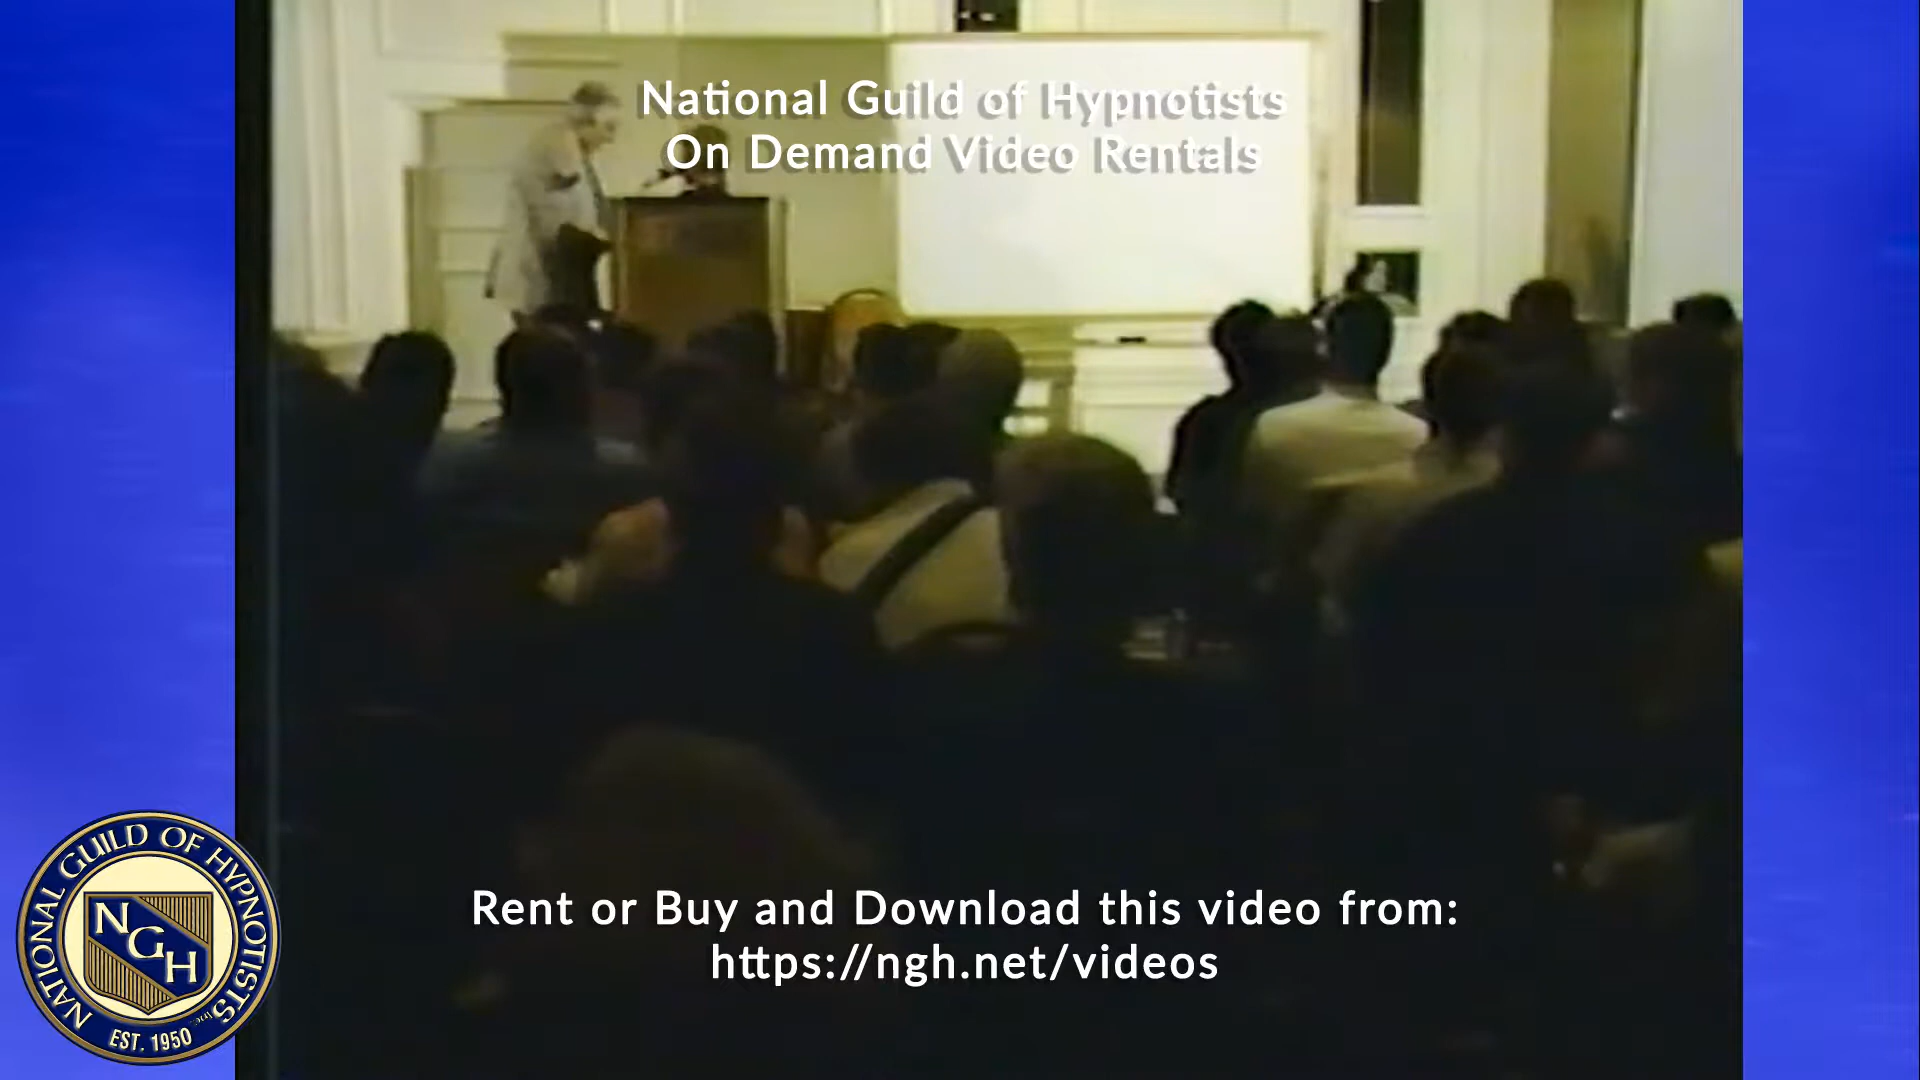 National Guild of Hypnotists
On Demand Video Rentals
Rent or Buy and Download this video from:
https://ngh.net/videos
NATIONAL GUILD OF HYPNOTISTS, Inc.
NGH
EST. 1950